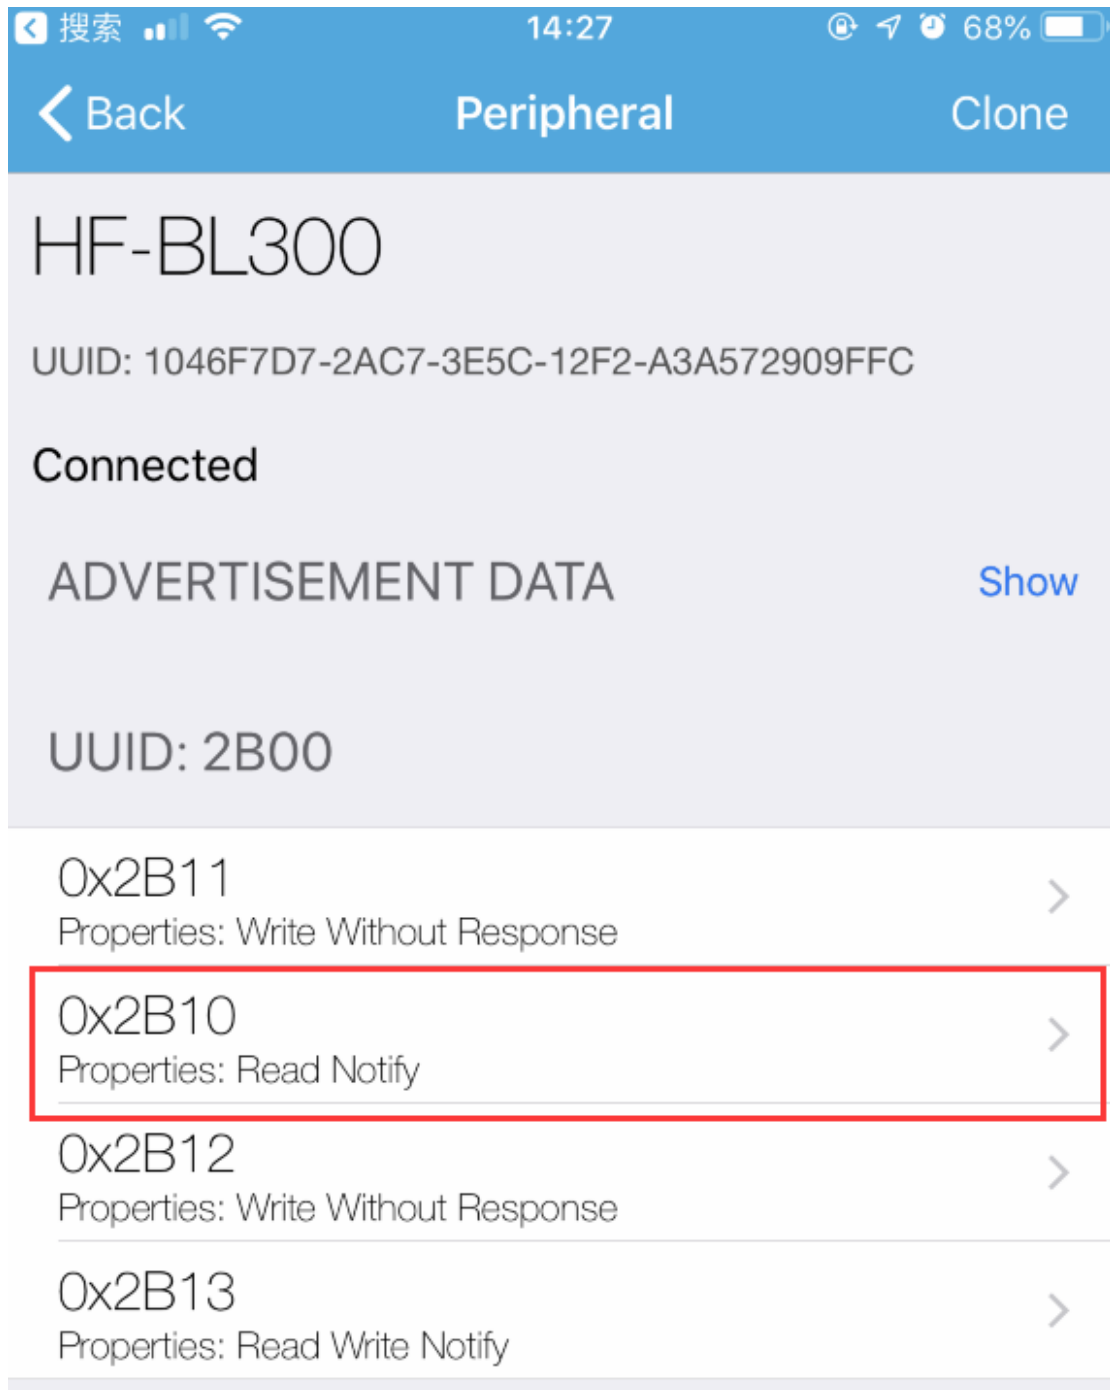 搜索 14:27 68%
Back Peripheral Clone
HF-BL300
UUID: 1046F7D7-2AC7-3E5C-12F2-A3A572909FFC
Connected
ADVERTISEMENT DATA Show
UUID: 2B00
0x2B11
Properties: Write Without Response
0x2B10
Properties: Read Notify
0x2B12
Properties: Write Without Response
0x2B13
Properties: Read Write Notify